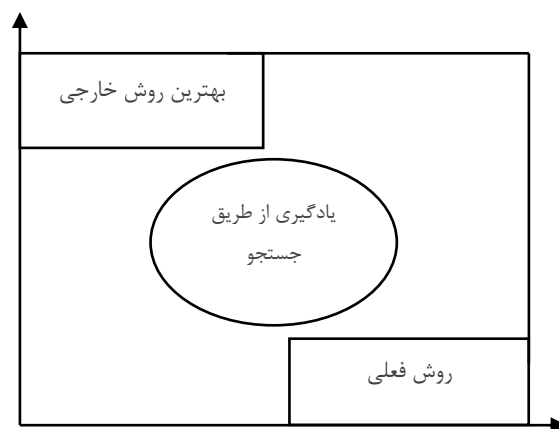 بهترین روش خارجی
یادگیری از طریق
جستجو
روش فعلی